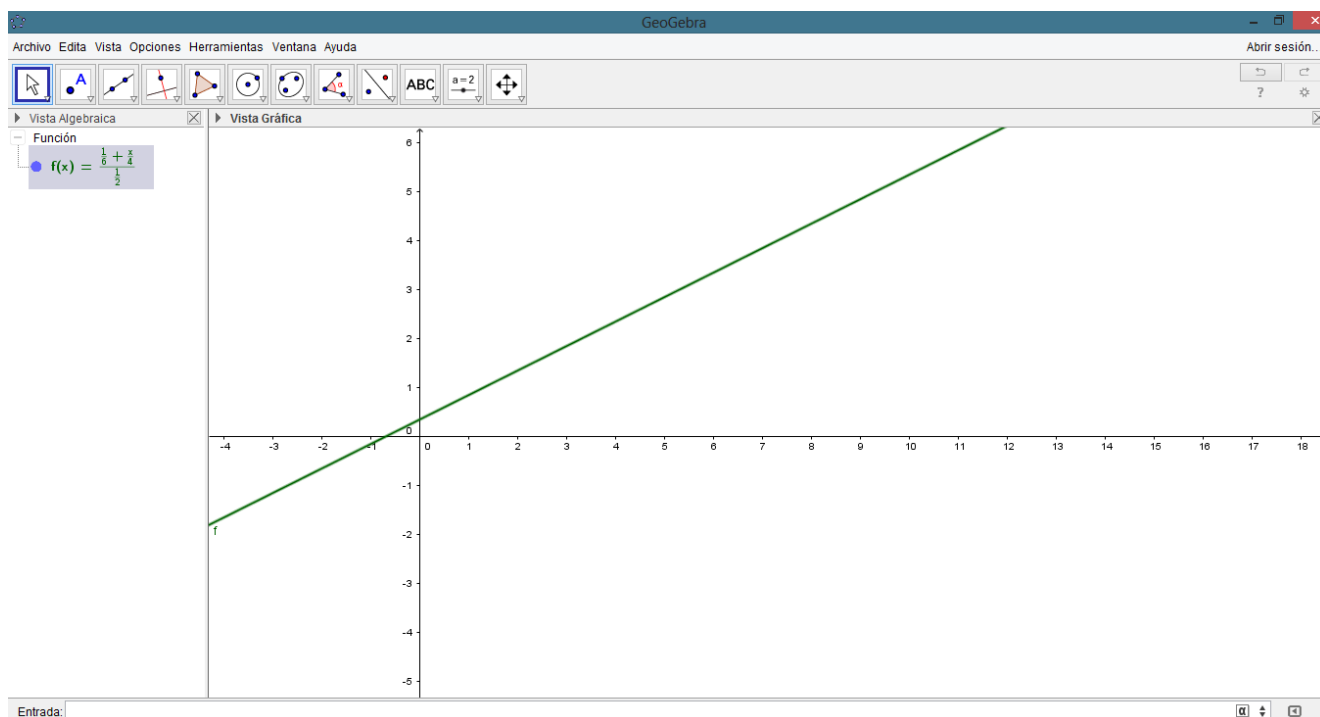 GeoGebra
Archivo Edita Vista Opciones Herramientas Ventana Ayuda
Abrir sesión..
A
α
ABC
a=2
?
Vista Algebraica
Vista Gráfica
Función
f(x) = (1/6 + x/4) / (1/2)
6
5
4
3
2
1
0
-4 -3 -2 -1 0 1 2 3 4 5 6 7 8 9 10 11 12 13 14 15 16 17 18
-1
f
-2
-3
-4
-5
Entrada:
α